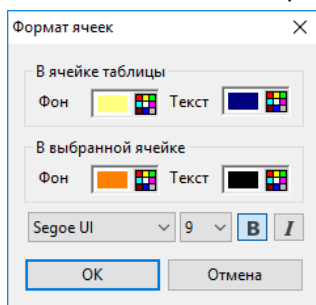 Формат ячеек
В ячейке таблицы
Фон Текст
В выбранной ячейке
Фон Текст
Segoe UI 9 B I
OK Отмена